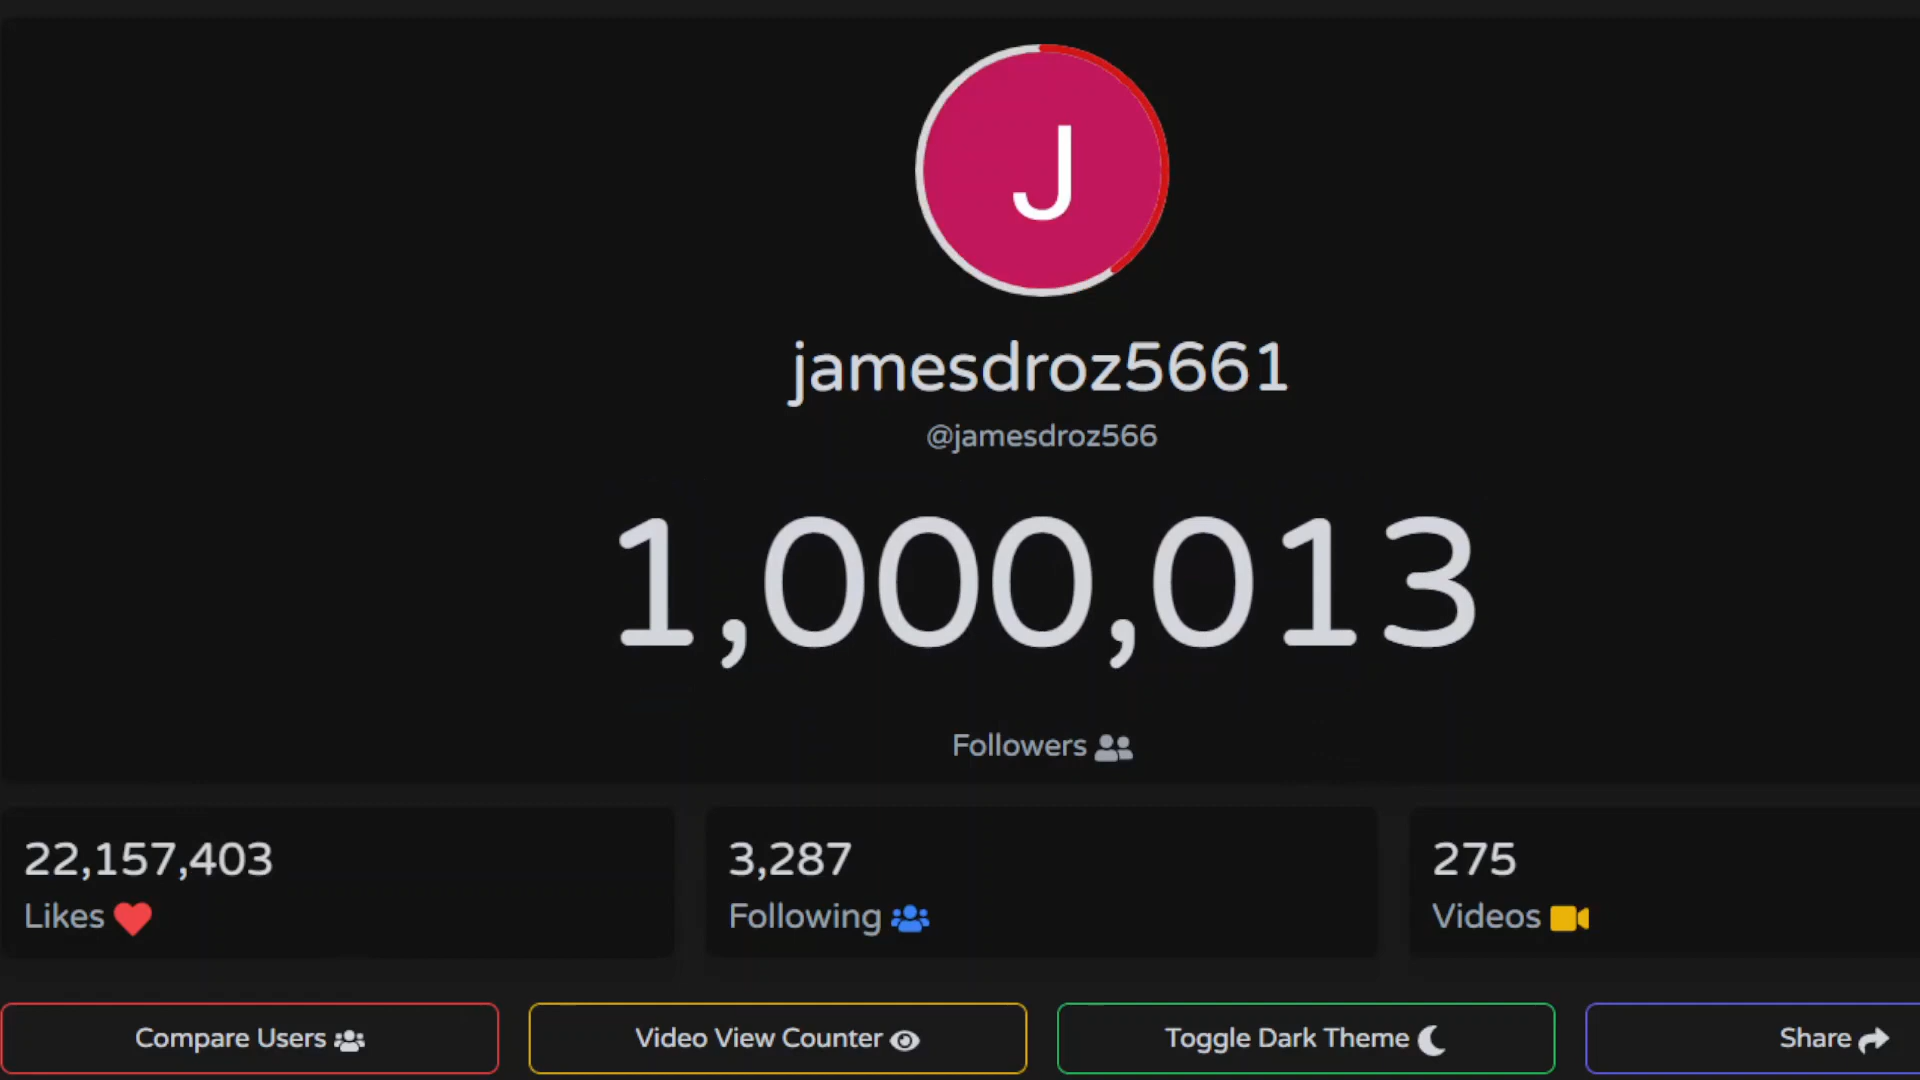 J
jamesdroz5661
@jamesdroz566
1,000,013
Followers
22,157,403
Likes
3,287
Following
275
Videos
Compare Users
Video View Counter
Toggle Dark Theme
Share